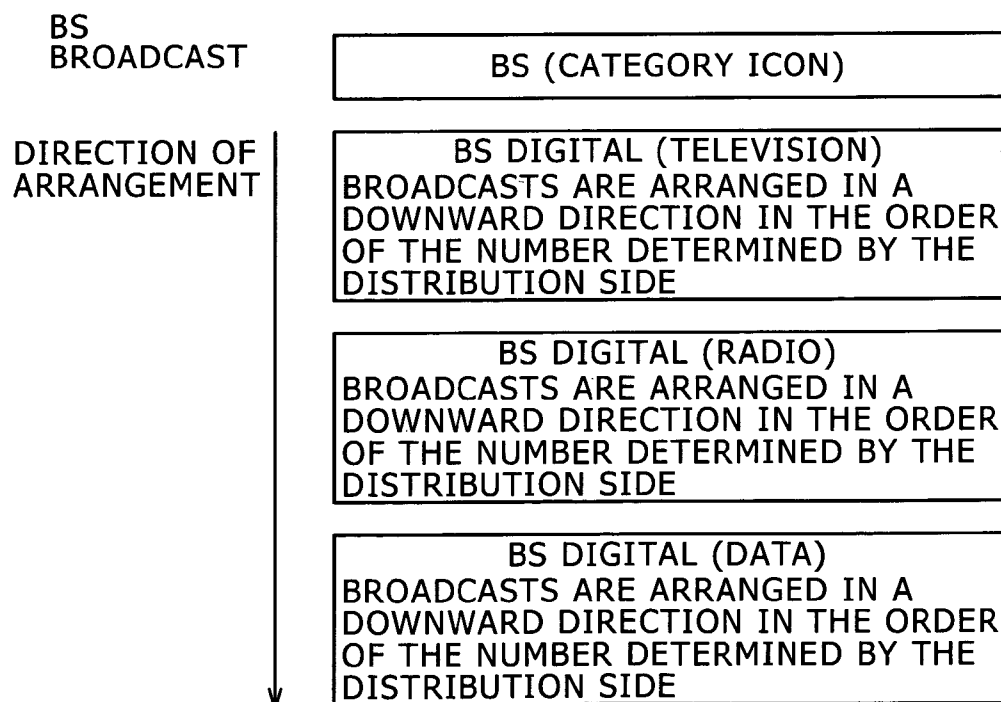 BS
BROADCAST
BS (CATEGORY ICON)
DIRECTION OF
ARRANGEMENT
BS DIGITAL (TELEVISION)
BROADCASTS ARE ARRANGED IN A
DOWNWARD DIRECTION IN THE ORDER
OF THE NUMBER DETERMINED BY THE
DISTRIBUTION SIDE
BS DIGITAL (RADIO)
BROADCASTS ARE ARRANGED IN A
DOWNWARD DIRECTION IN THE ORDER
OF THE NUMBER DETERMINED BY THE
DISTRIBUTION SIDE
BS DIGITAL (DATA)
BROADCASTS ARE ARRANGED IN A
DOWNWARD DIRECTION IN THE ORDER
OF THE NUMBER DETERMINED BY THE
DISTRIBUTION SIDE